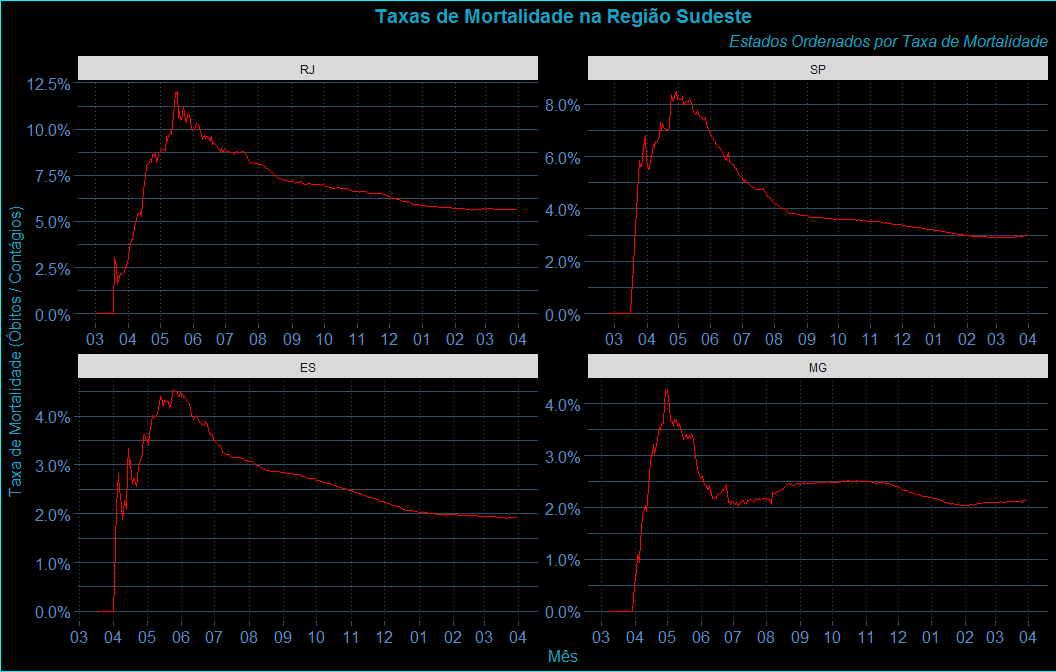 Taxas de Mortalidade na Região Sudeste
Estados Ordenados por Taxa de Mortalidade
Taxa de Mortalidade (Óbitos / Contágios)
RJ
12.5%
10.0%
7.5%
5.0%
2.5%
0.0%
03 04 05 06 07 08 09 10 11 12 01 02 03 04
SP
8.0%
6.0%
4.0%
2.0%
0.0%
03 04 05 06 07 08 09 10 11 12 01 02 03 04
ES
4.0%
3.0%
2.0%
1.0%
0.0%
03 04 05 06 07 08 09 10 11 12 01 02 03 04
MG
4.0%
3.0%
2.0%
1.0%
0.0%
03 04 05 06 07 08 09 10 11 12 01 02 03 04
Mês